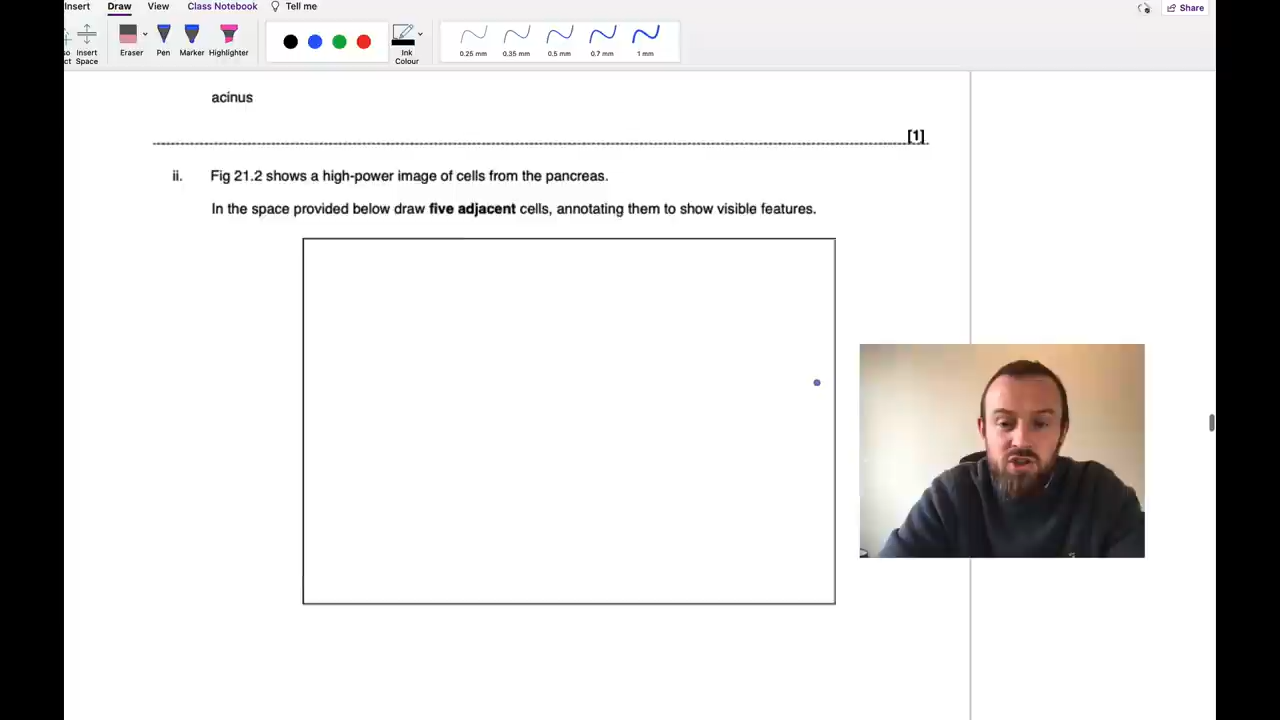 Insert Draw View Class Notebook Tell me Share
Insert Space Eraser Pen Marker Highlighter Ink Colour 0.25 mm 0.35 mm 0.5 mm 0.7 mm 1 mm
acinus
[1]
ii. Fig 21.2 shows a high-power image of cells from the pancreas.
In the space provided below draw five adjacent cells, annotating them to show visible features.